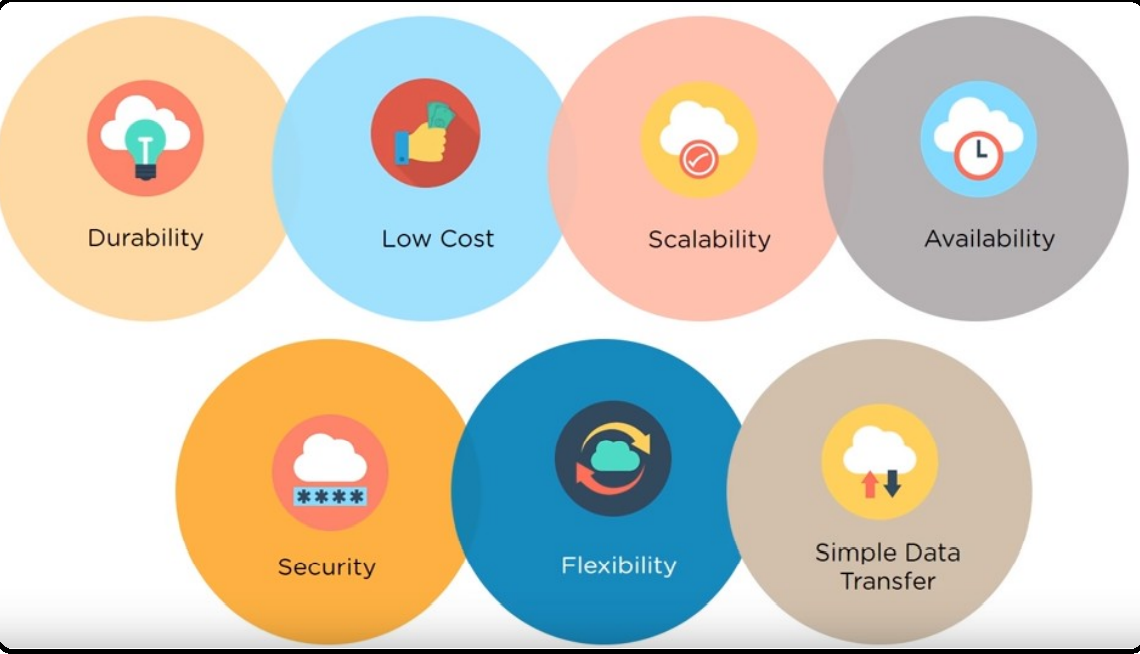 Durability
Low Cost
Scalability
Availability
****
Security
Flexibility
Simple Data
Transfer